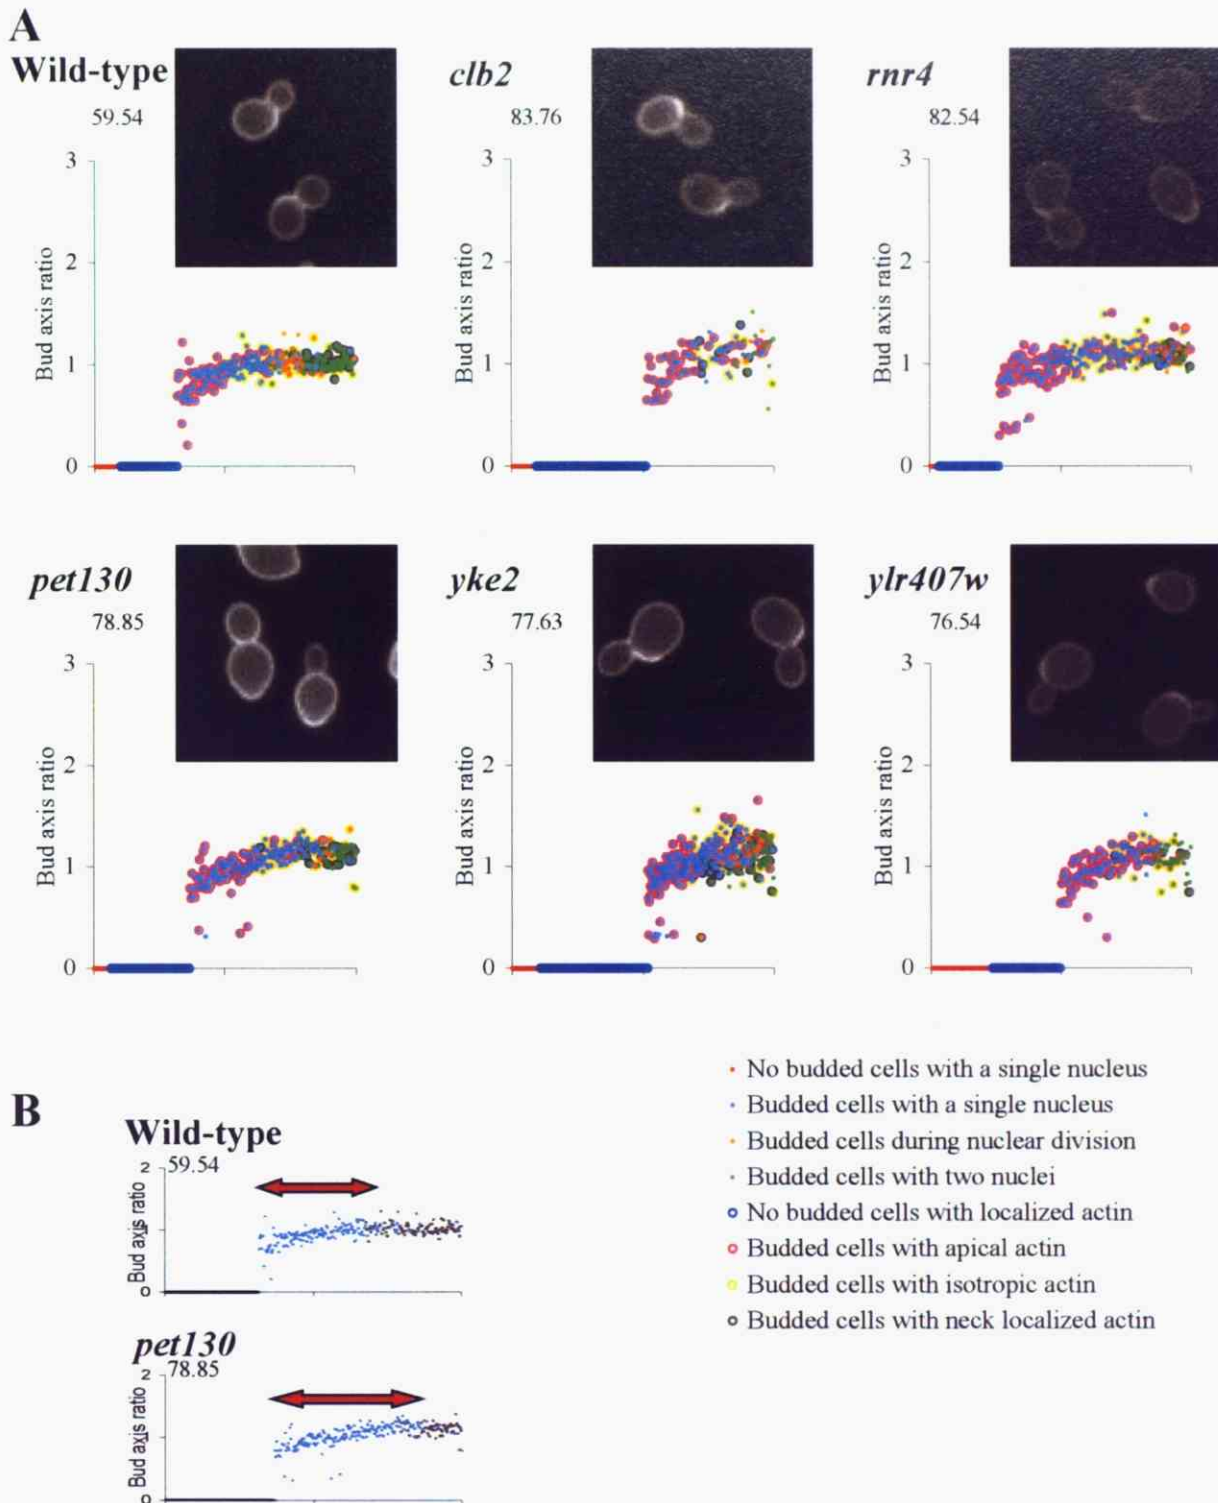 A
Wild-type
59.54
3
2
1
0
Bud axis ratio
clb2
83.76
3
2
1
0
Bud axis ratio
rnr4
82.54
3
2
1
0
Bud axis ratio
pet130
78.85
3
2
1
0
Bud axis ratio
yke2
77.63
3
2
1
0
Bud axis ratio
ylr407w
76.54
3
2
1
0
Bud axis ratio
B
Wild-type
59.54
2
1
0
Bud axis ratio
pet130
78.85
2
1
0
Bud axis ratio
No budded cells with a single nucleus
Budded cells with a single nucleus
Budded cells during nuclear division
Budded cells with two nuclei
No budded cells with localized actin
Budded cells with apical actin
Budded cells with isotropic actin
Budded cells with neck localized actin